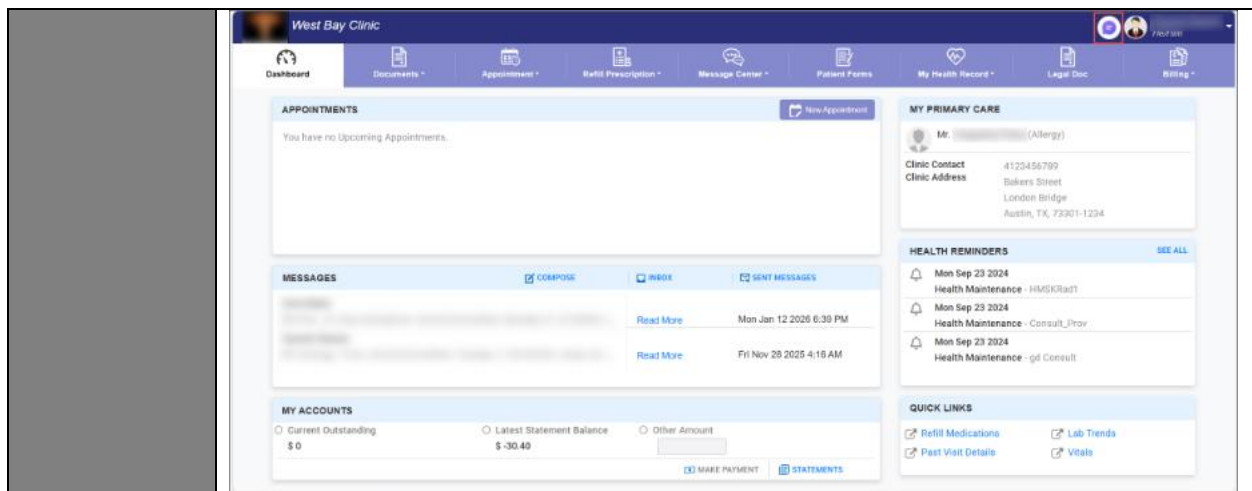 West Bay Clinic
Dashboard
Documents
Appointment
Refill Prescription
Message Center
Patient Forms
My Health Record
Legal Doc
Billing
APPOINTMENTS
New Appointment
You have no Upcoming Appointments.
MESSAGES
COMPOSE
INBOX
SENT MESSAGES
Read More
Mon Jan 12 2026 6:39 PM
Read More
Fri Nov 28 2025 4:16 AM
MY ACCOUNTS
Current Outstanding
Latest Statement Balance
Other Amount
$ 0
$ -30.40
MAKE PAYMENT
STATEMENTS
MY PRIMARY CARE
Mr. (Allergy)
Clinic Contact 4123456789
Clinic Address Bakers Street
London Bridge
Austin, TX, 73301-1234
HEALTH REMINDERS
SEE ALL
Mon Sep 23 2024
Health Maintenance - HMSKRad1
Mon Sep 23 2024
Health Maintenance - Consult_Prov
Mon Sep 23 2024
Health Maintenance - gd Consult
QUICK LINKS
Refill Medications
Lab Trends
Past Visit Details
Vitals